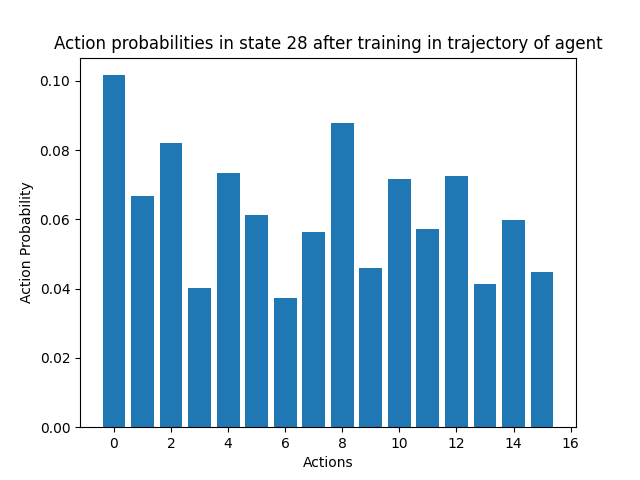 Action probabilities in state 28 after training in trajectory of agent
0.10
0.08
0.06
0.04
0.02
0.00
Action Probability
0 2 4 6 8 10 12 14 16
Actions